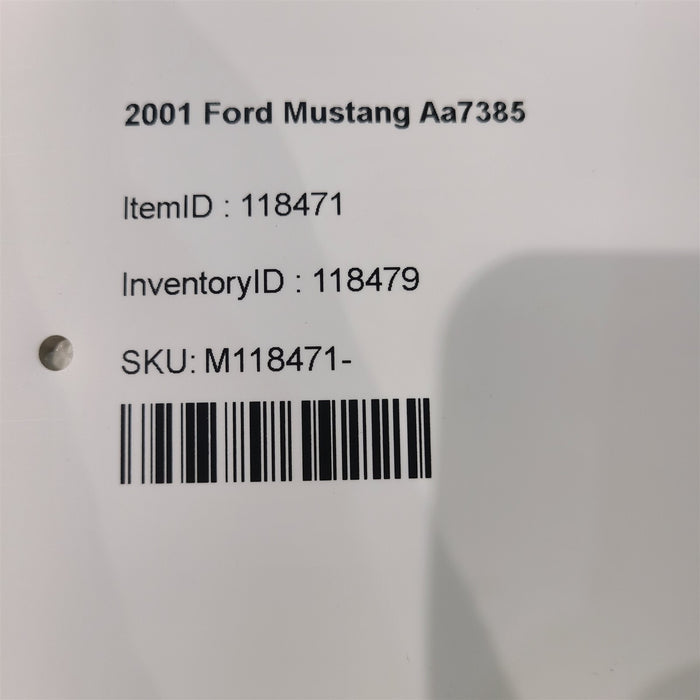 2001 Ford Mustang Aa7385
ItemID : 118471
InventoryID : 118479
SKU: M118471-